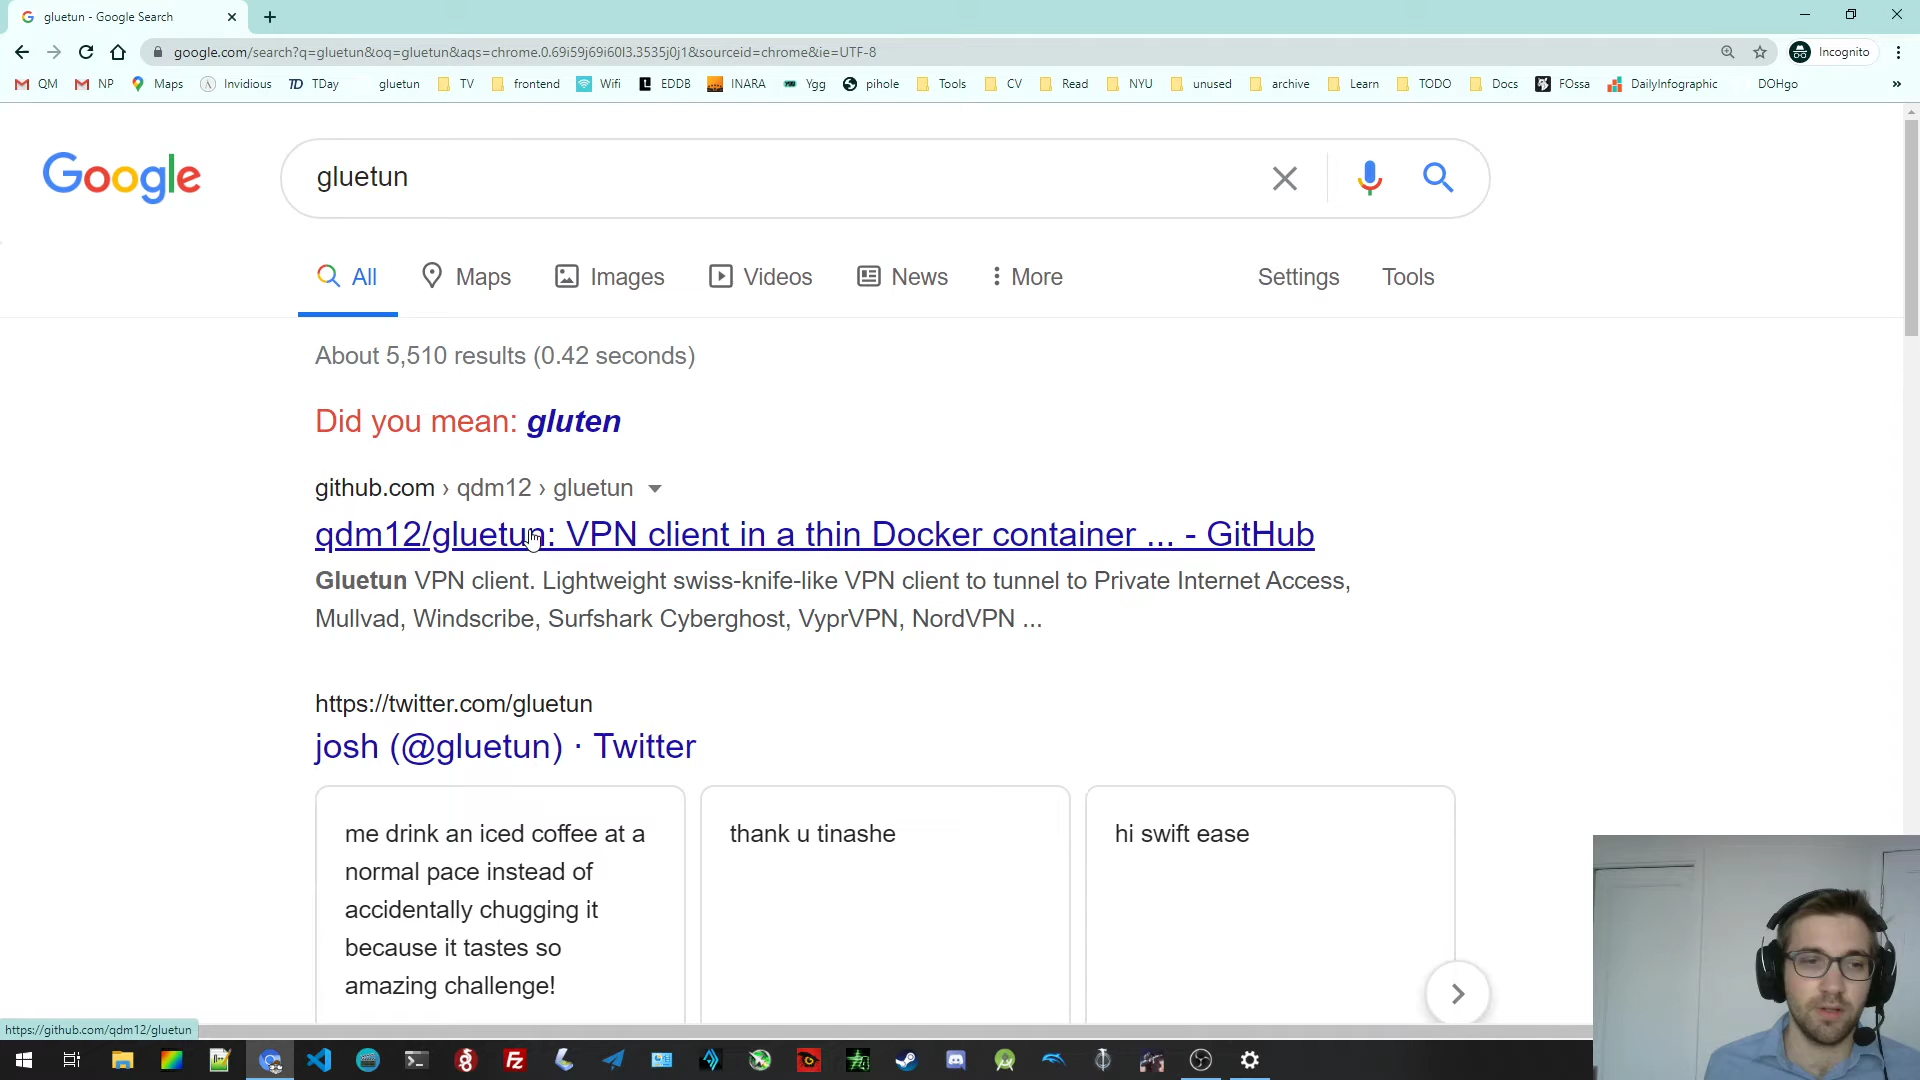 gluetun - Google Search
google.com/search?q=gluetun&oq=gluetun&aqs=chrome.0.69i59j69i60l3.3535j0j1&sourceid=chrome&ie=UTF-8
Incognito
QM NP Maps Invidious TDay gluetun TV frontend Wifi EDDB INARA Ygg pihole Tools CV Read NYU unused archive Learn TODO Docs FOssa DailyInfographic DOHgo »
Google
gluetun
All Maps Images Videos News More Settings Tools
About 5,510 results (0.42 seconds)
Did you mean: gluten
github.com › qdm12 › gluetun
qdm12/gluetun: VPN client in a thin Docker container ... - GitHub
Gluetun VPN client. Lightweight swiss-knife-like VPN client to tunnel to Private Internet Access,
Mullvad, Windscribe, Surfshark Cyberghost, VyprVPN, NordVPN ...
https://twitter.com/gluetun
josh (@gluetun) · Twitter
me drink an iced coffee at a
normal pace instead of
accidentally chugging it
because it tastes so
amazing challenge!
thank u tinashe
hi swift ease
https://github.com/qdm12/gluetun